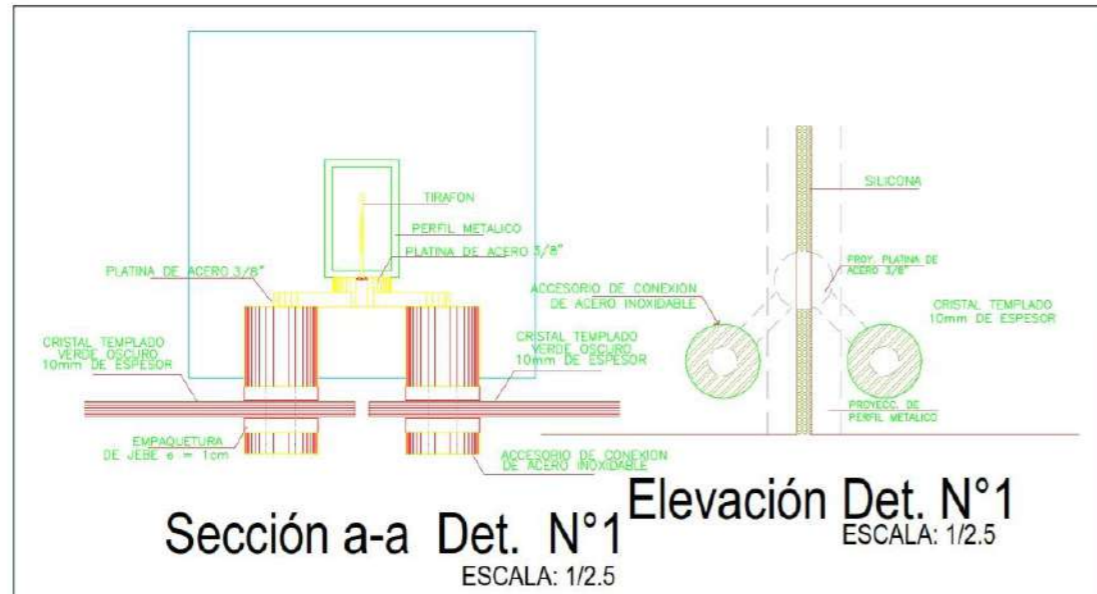 TIRAFON
PERFIL METALICO
PLATINA DE ACERO 3/8"
PLATINA DE ACERO 3/8"
CRISTAL TEMPLADO
VERDE OSCURO
10mm DE ESPESOR
CRISTAL TEMPLADO
VERDE OSCURO
10mm DE ESPESOR
EMPAQUETURA
DE JEBE e = 1cm
ACCESORIO DE CONEXION
DE ACERO INOXIDABLE
Sección a-a Det. N°1
ESCALA: 1/2.5
SILICONA
PROY. PLATINA DE
ACERO 3/8"
ACCESORIO DE CONEXION
DE ACERO INOXIDABLE
CRISTAL TEMPLADO
10mm DE ESPESOR
PROYECC. DE
PERFIL METALICO
Elevación Det. N°1
ESCALA: 1/2.5